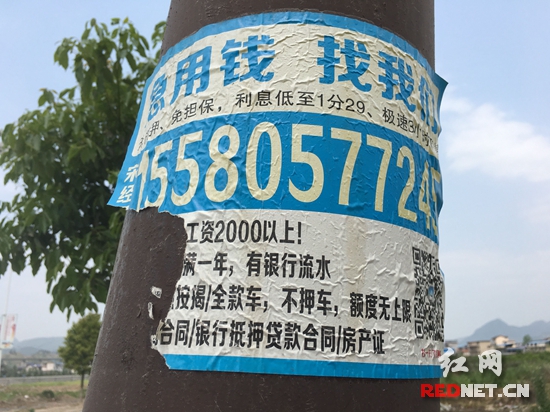 急用钱 找我们
押、免担保，利息低至1分29、极速3个
1558057724
工资2000以上!
满一年，有银行流水
按揭/全款车，不押车，额度无上限
合同/银行抵押贷款合同/房产证
红网
REDNET.CN